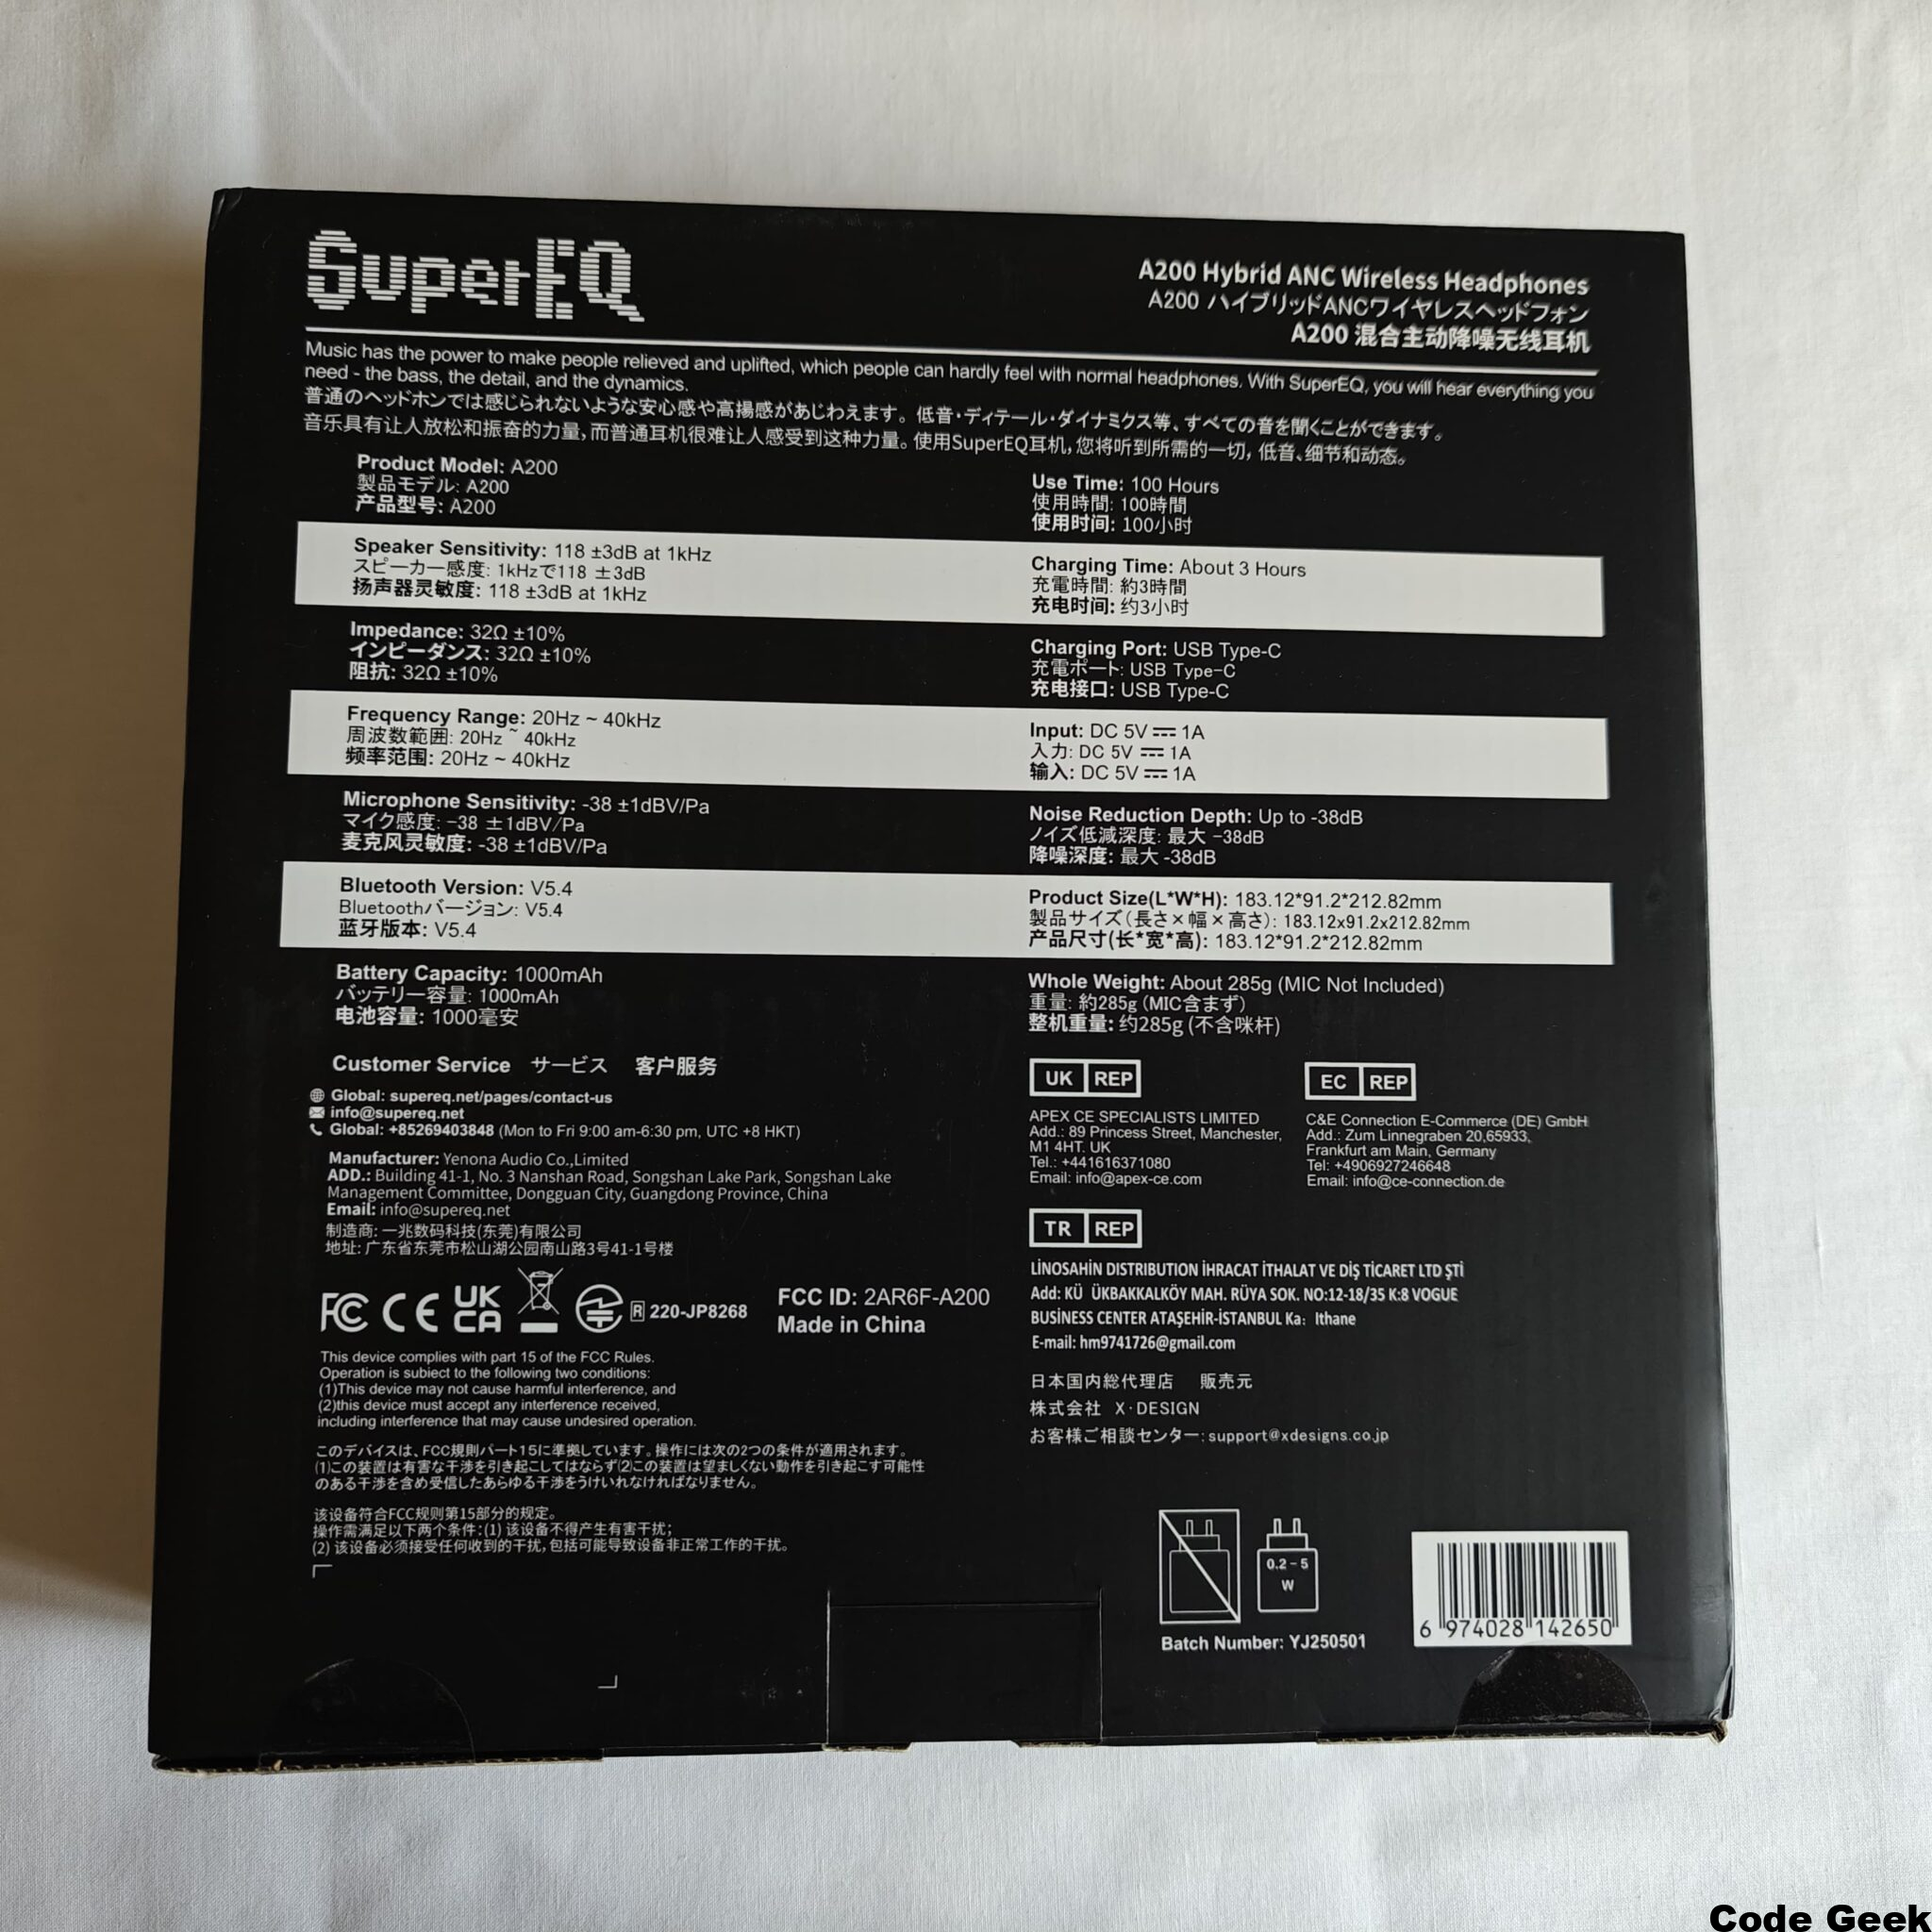 SuperEQ
A200 Hybrid ANC Wireless Headphones
A200 ハイブリッドANCワイヤレスヘッドフォン
A200 混合主动降噪无线耳机
Music has the power to make people relieved and uplifted, which people can hardly feel with normal headphones. With SuperEQ, you will hear everything you
need - the bass, the detail, and the dynamics.
普通のヘッドホンでは感じられないような安心感や高揚感があじわえます。低音・ディテール・ダイナミクス等、すべての音を聞くことができます。
音乐具有让人放松和振奋的力量,而普通耳机很难让人感受到这种力量。使用SuperEQ耳机,您将听到所需的一切, 低音、细节和动态。
Product Model: A200
製品モデル: A200
产品型号: A200
Speaker Sensitivity: 118 ±3dB at 1kHz
スピーカー感度: 1kHzで118 ±3dB
扬声器灵敏度: 118 ±3dB at 1kHz
Impedance: 32Ω ±10%
インピーダンス: 32Ω ±10%
阻抗: 32Ω ±10%
Frequency Range: 20Hz ~ 40kHz
周波数範囲: 20Hz ~ 40kHz
频率范围: 20Hz ~ 40kHz
Microphone Sensitivity: -38 ±1dBV/Pa
マイク感度: -38 ±1dBV/Pa
麦克风灵敏度: -38 ±1dBV/Pa
Bluetooth Version: V5.4
Bluetoothバージョン: V5.4
蓝牙版本: V5.4
Battery Capacity: 1000mAh
バッテリー容量: 1000mAh
电池容量: 1000毫安
Use Time: 100 Hours
使用時間: 100時間
使用时间: 100小时
Charging Time: About 3 Hours
充電時間: 約3時間
充电时间: 约3小时
Charging Port: USB Type-C
充電ポート: USB Type-C
充电接口: USB Type-C
Input: DC 5V ⎓ 1A
入力: DC 5V ⎓ 1A
输入: DC 5V ⎓ 1A
Noise Reduction Depth: Up to -38dB
ノイズ低減深度: 最大 -38dB
降噪深度: 最大 -38dB
Product Size(L*W*H): 183.12*91.2*212.82mm
製品サイズ(長さ×幅×高さ): 183.12x91.2x212.82mm
产品尺寸(长*宽*高): 183.12*91.2*212.82mm
Whole Weight: About 285g (MIC Not Included)
重量: 約285g (MIC含まず)
整机重量: 约285g (不含咪杆)
Customer Service サービス 客户服务
Global: supereq.net/pages/contact-us
info@supereq.net
Global: +85269403848 (Mon to Fri 9:00 am-6:30 pm, UTC +8 HKT)
Manufacturer: Yenona Audio Co.,Limited
ADD.: Building 41-1, No. 3 Nanshan Road, Songshan Lake Park, Songshan Lake
Management Committee, Dongguan City, Guangdong Province, China
Email: info@supereq.net
制造商: 一兆数码科技(东莞)有限公司
地址: 广东省东莞市松山湖公园南山路3号41-1号楼
FC CE UK CA R 220-JP8268
FCC ID: 2AR6F-A200
Made in China
This device complies with part 15 of the FCC Rules.
Operation is subiect to the following two conditions:
(1)This device may not cause harmful interference, and
(2)this device must accept any interference received,
including interference that may cause undesired operation.
このデバイスは、FCC規則パート15に準拠しています。操作には次の2つの条件が適用されます。
(1)この装置は有害な干渉を引き起こしてはならず(2)この装置は望ましくない動作を引き起こす可能性
のある干渉を含め受信したあらゆる干渉をうけいれなければなりません。
该设备符合FCC规则第15部分的规定。
操作需满足以下两个条件:(1) 该设备不得产生有害干扰;
(2) 该设备必须接受任何收到的干扰,包括可能导致设备非正常工作的干扰。
UK REP
APEX CE SPECIALISTS LIMITED
Add.: 89 Princess Street, Manchester,
M1 4HT. UK
Tel.: +441616371080
Email: info@apex-ce.com
EC REP
C&E Connection E-Commerce (DE) GmbH
Add.: Zum Linnegraben 20,65933,
Frankfurt am Main, Germany
Tel: +4906927246648
Email: info@ce-connection.de
TR REP
LİNOSAHİN DISTRIBUTION İHRACAT İTHALAT VE DİŞ TİCARET LTD ŞTİ
Add: KÜ ÜKBAKKALKÖY MAH. RÜYA SOK. NO:12-18/35 K:8 VOGUE
BUSİNESS CENTER ATAŞEHİR-İSTANBUL Ka: Ithane
E-mail: hm9741726@gmail.com
日本国内総代理店 販売元
株式会社 X・DESIGN
お客様ご相談センター:support@xdesigns.co.jp
0.2 - 5
W
Batch Number: YJ250501
6 974028 142650
Code Geek